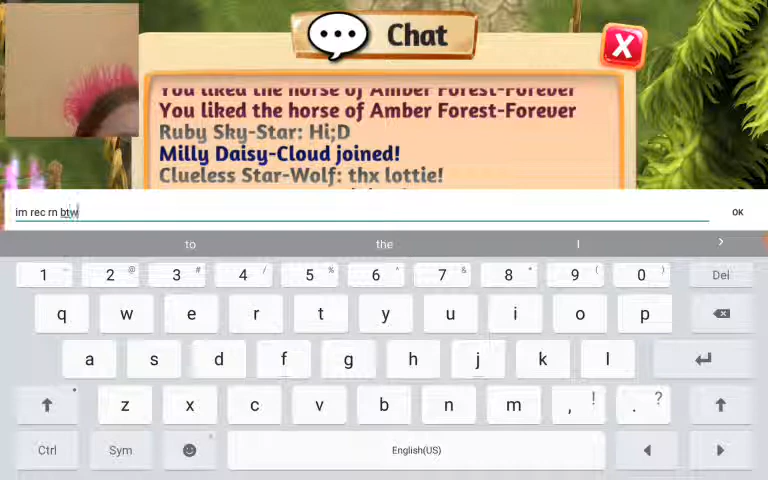 Chat
X
You liked the horse of Amber Forest-Forever
You liked the horse of Amber Forest-Forever
Ruby Sky-Star: Hi;D
Milly Daisy-Cloud joined!
Clueless Star-Wolf: thx lottie!
im rec rn btw
OK
to the I >
1 2 @ 3 # 4 / 5 % 6 ^ 7 & 8 * 9 ( 0 ) Del
q w e r t y u i o p
a s d f g h j k l
z x c v b n m , ! . ?
Ctrl Sym English(US)